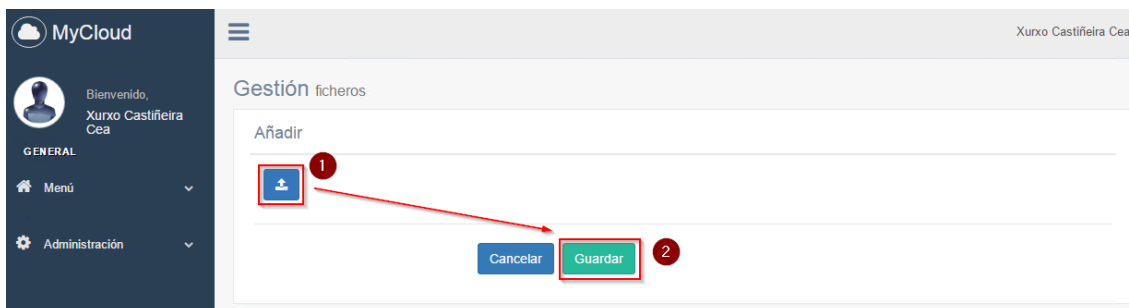 MyCloud
Xurxo Castiñeira Cea
Bienvenido,
Xurxo Castiñeira
Cea
GENERAL
Menú
Administración
Gestión ficheros
Añadir
1
Cancelar
Guardar
2